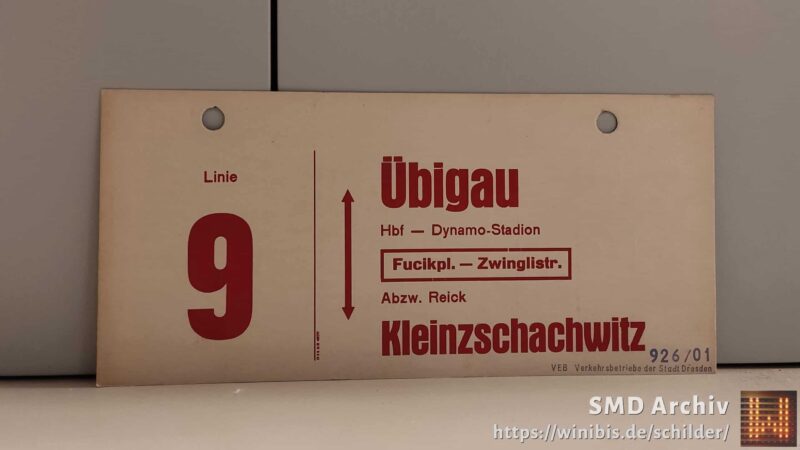 Linie
9
Übigau
Hbf — Dynamo-Stadion
Fucikpl. — Zwinglistr.
Abzw. Reick
Kleinzschachwitz
926/01
VEB Verkehrsbetriebe der Stadt Dresden
SMD Archiv
https://winibis.de/schilder/